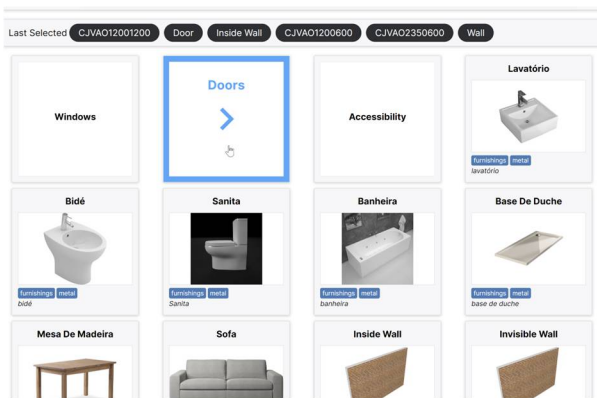 Last Selected CJVAO12001200 Door Inside Wall CJVAO1200600 CJVAO2350600 Wall
Windows
Doors
Accessibility
Lavatório
furnishings metal
lavatório
Bidé
furnishings metal
bidé
Sanita
furnishings metal
Sanita
Banheira
furnishings metal
banheira
Base De Duche
furnishings metal
base de duche
Mesa De Madeira
Sofa
Inside Wall
Invisible Wall